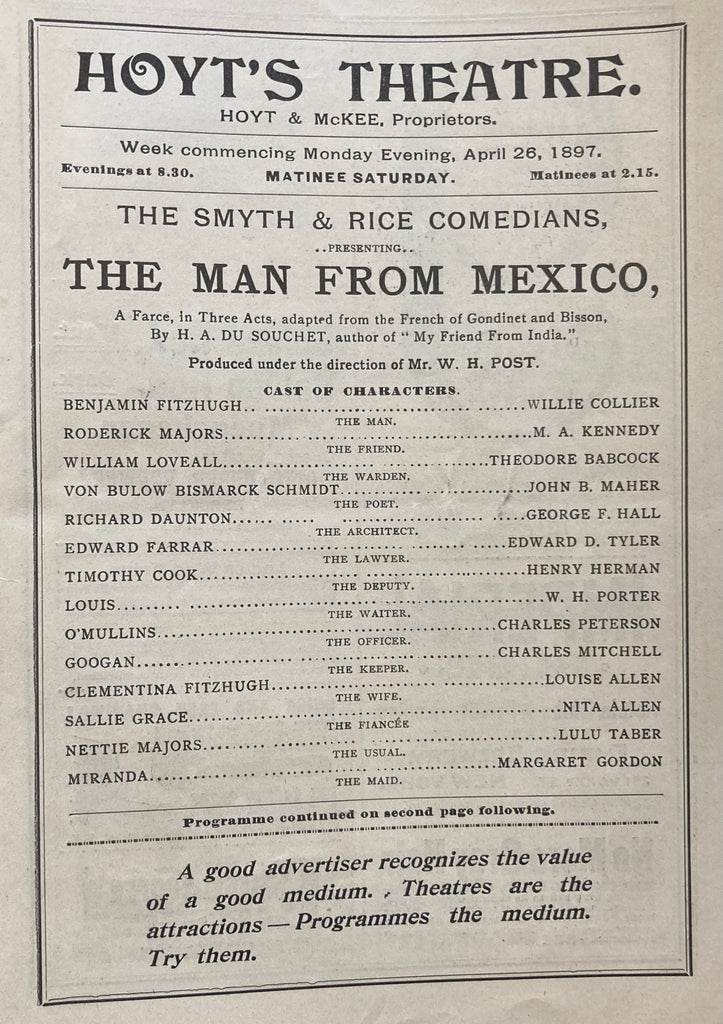 HOYT'S THEATRE.
HOYT & McKEE, Proprietors.
Week commencing Monday Evening, April 26, 1897.
Evenings at 8.30. MATINEE SATURDAY. Matinees at 2.15.
THE SMYTH & RICE COMEDIANS,
..PRESENTING..
THE MAN FROM MEXICO,
A Farce, in Three Acts, adapted from the French of Gondinet and Bisson,
By H. A. DU SOUCHET, author of "My Friend From India."
Produced under the direction of Mr. W. H. POST.
CAST OF CHARACTERS.
BENJAMIN FITZHUGH.. ........................... .......WILLIE COLLIER
THE MAN.
RODERICK MAJORS..........................................M. A. KENNEDY
THE FRIEND.
WILLIAM LOVEALL..................................THEODORE BABCOCK
THE WARDEN.
VON BULOW BISMARCK SCHMIDT........................JOHN B. MAHER
THE POET.
RICHARD DAUNTON...... ..... ........................GEORGE F. HALL
THE ARCHITECT.
EDWARD FARRAR................................ .....EDWARD D. TYLER
THE LAWYER.
TIMOTHY COOK........................................HENRY HERMAN
THE DEPUTY.
LOUIS........ ........................................W. H. PORTER
THE WAITER.
O'MULLINS........................................CHARLES PETERSON
THE OFFICER.
GOOGAN........................................ .. CHARLES MITCHELL
THE KEEPER.
CLEMENTINA FITZHUGH..................................LOUISE ALLEN
THE WIFE.
SALLIE GRACE..........................................NITA ALLEN
THE FIANCÉE
NETTIE MAJORS........................................LULU TABER
THE USUAL.
MIRANDA........................................MARGARET GORDON
THE MAID.
Programme continued on second page following.
A good advertiser recognizes the value
of a good medium. , Theatres are the
attractions — Programmes the medium.
Try them.